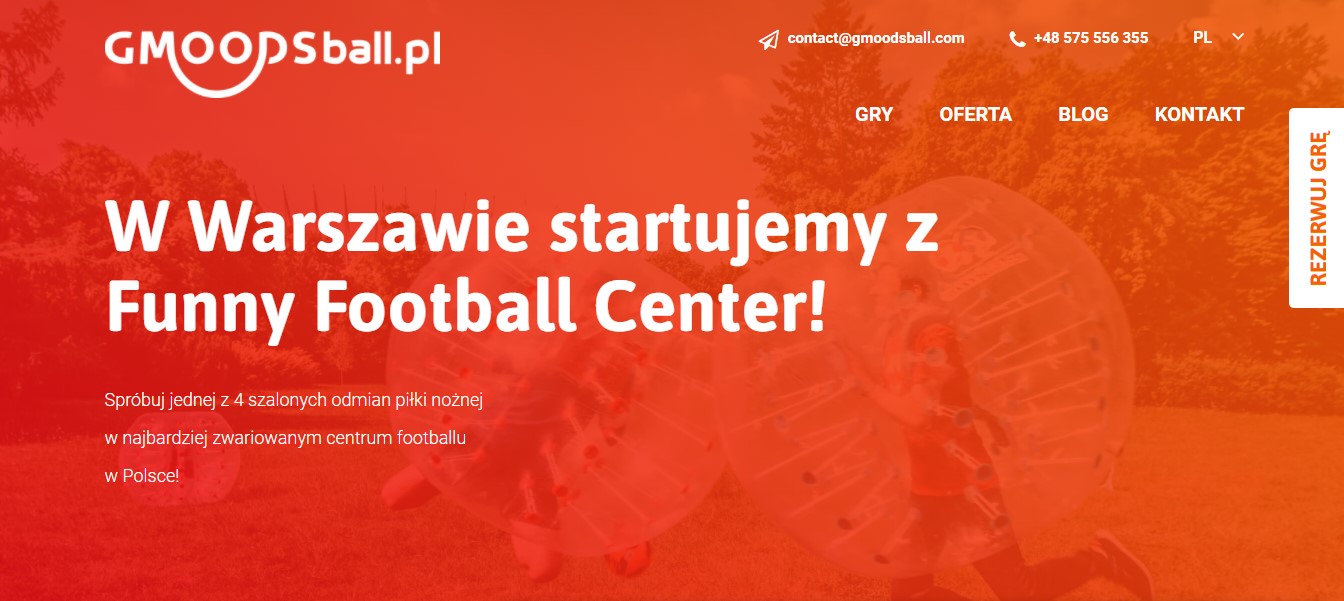 GMOODSball.pl
contact@gmoodsball.com
+48 575 556 355
PL
GRY
OFERTA
BLOG
KONTAKT
REZERWUJ GRĘ
W Warszawie startujemy z
Funny Football Center!
Spróbuj jednej z 4 szalonych odmian piłki nożnej
w najbardziej zwariowanym centrum footballu
w Polsce!